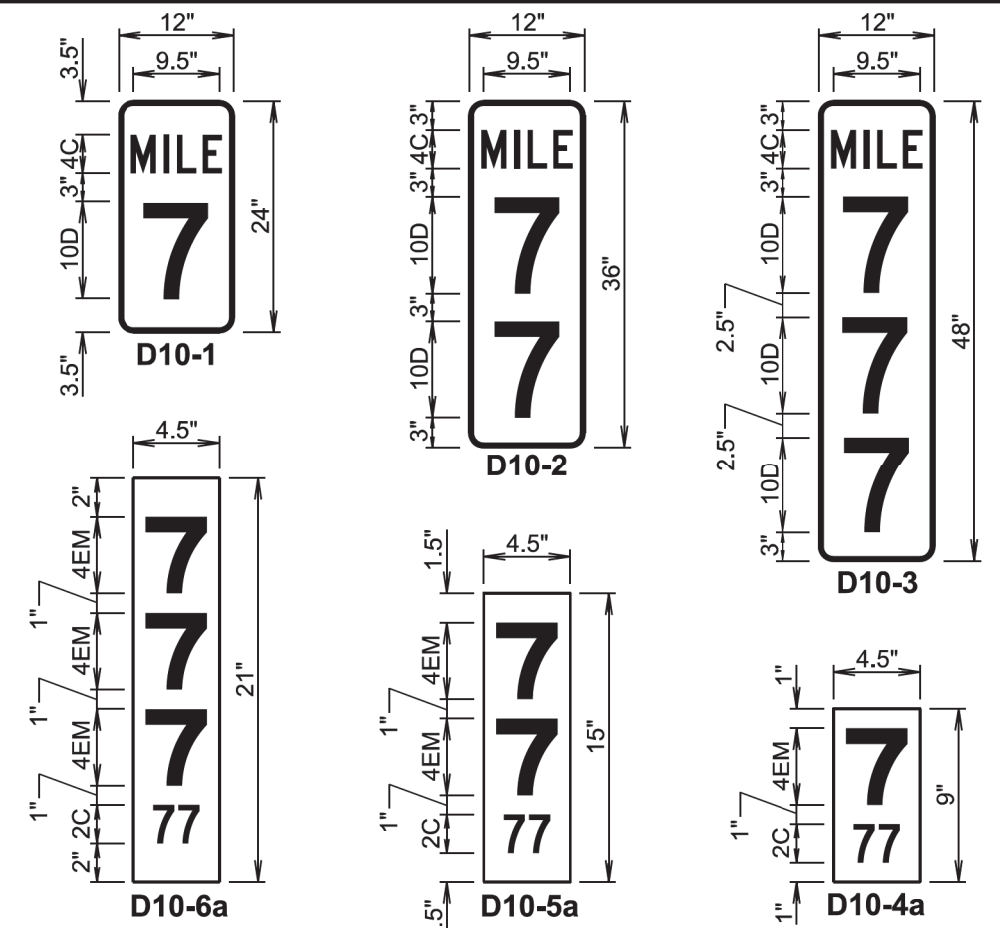 12"
9.5"
3.5"
4C
3"
10D
3.5"
MILE
7
24"
D10-1
12"
9.5"
3"
4C
3"
10D
3"
10D
3"
MILE
7
7
36"
D10-2
12"
9.5"
3"
4C
3"
10D
2.5"
10D
2.5"
10D
3"
MILE
7
7
7
48"
D10-3
4.5"
2"
4EM
1"
4EM
1"
4EM
1"
2C
2"
7
7
7
77
21"
D10-6a
4.5"
1.5"
4EM
1"
4EM
1"
2C
.5"
7
7
77
15"
D10-5a
4.5"
1"
4EM
1"
2C
1"
7
77
9"
D10-4a